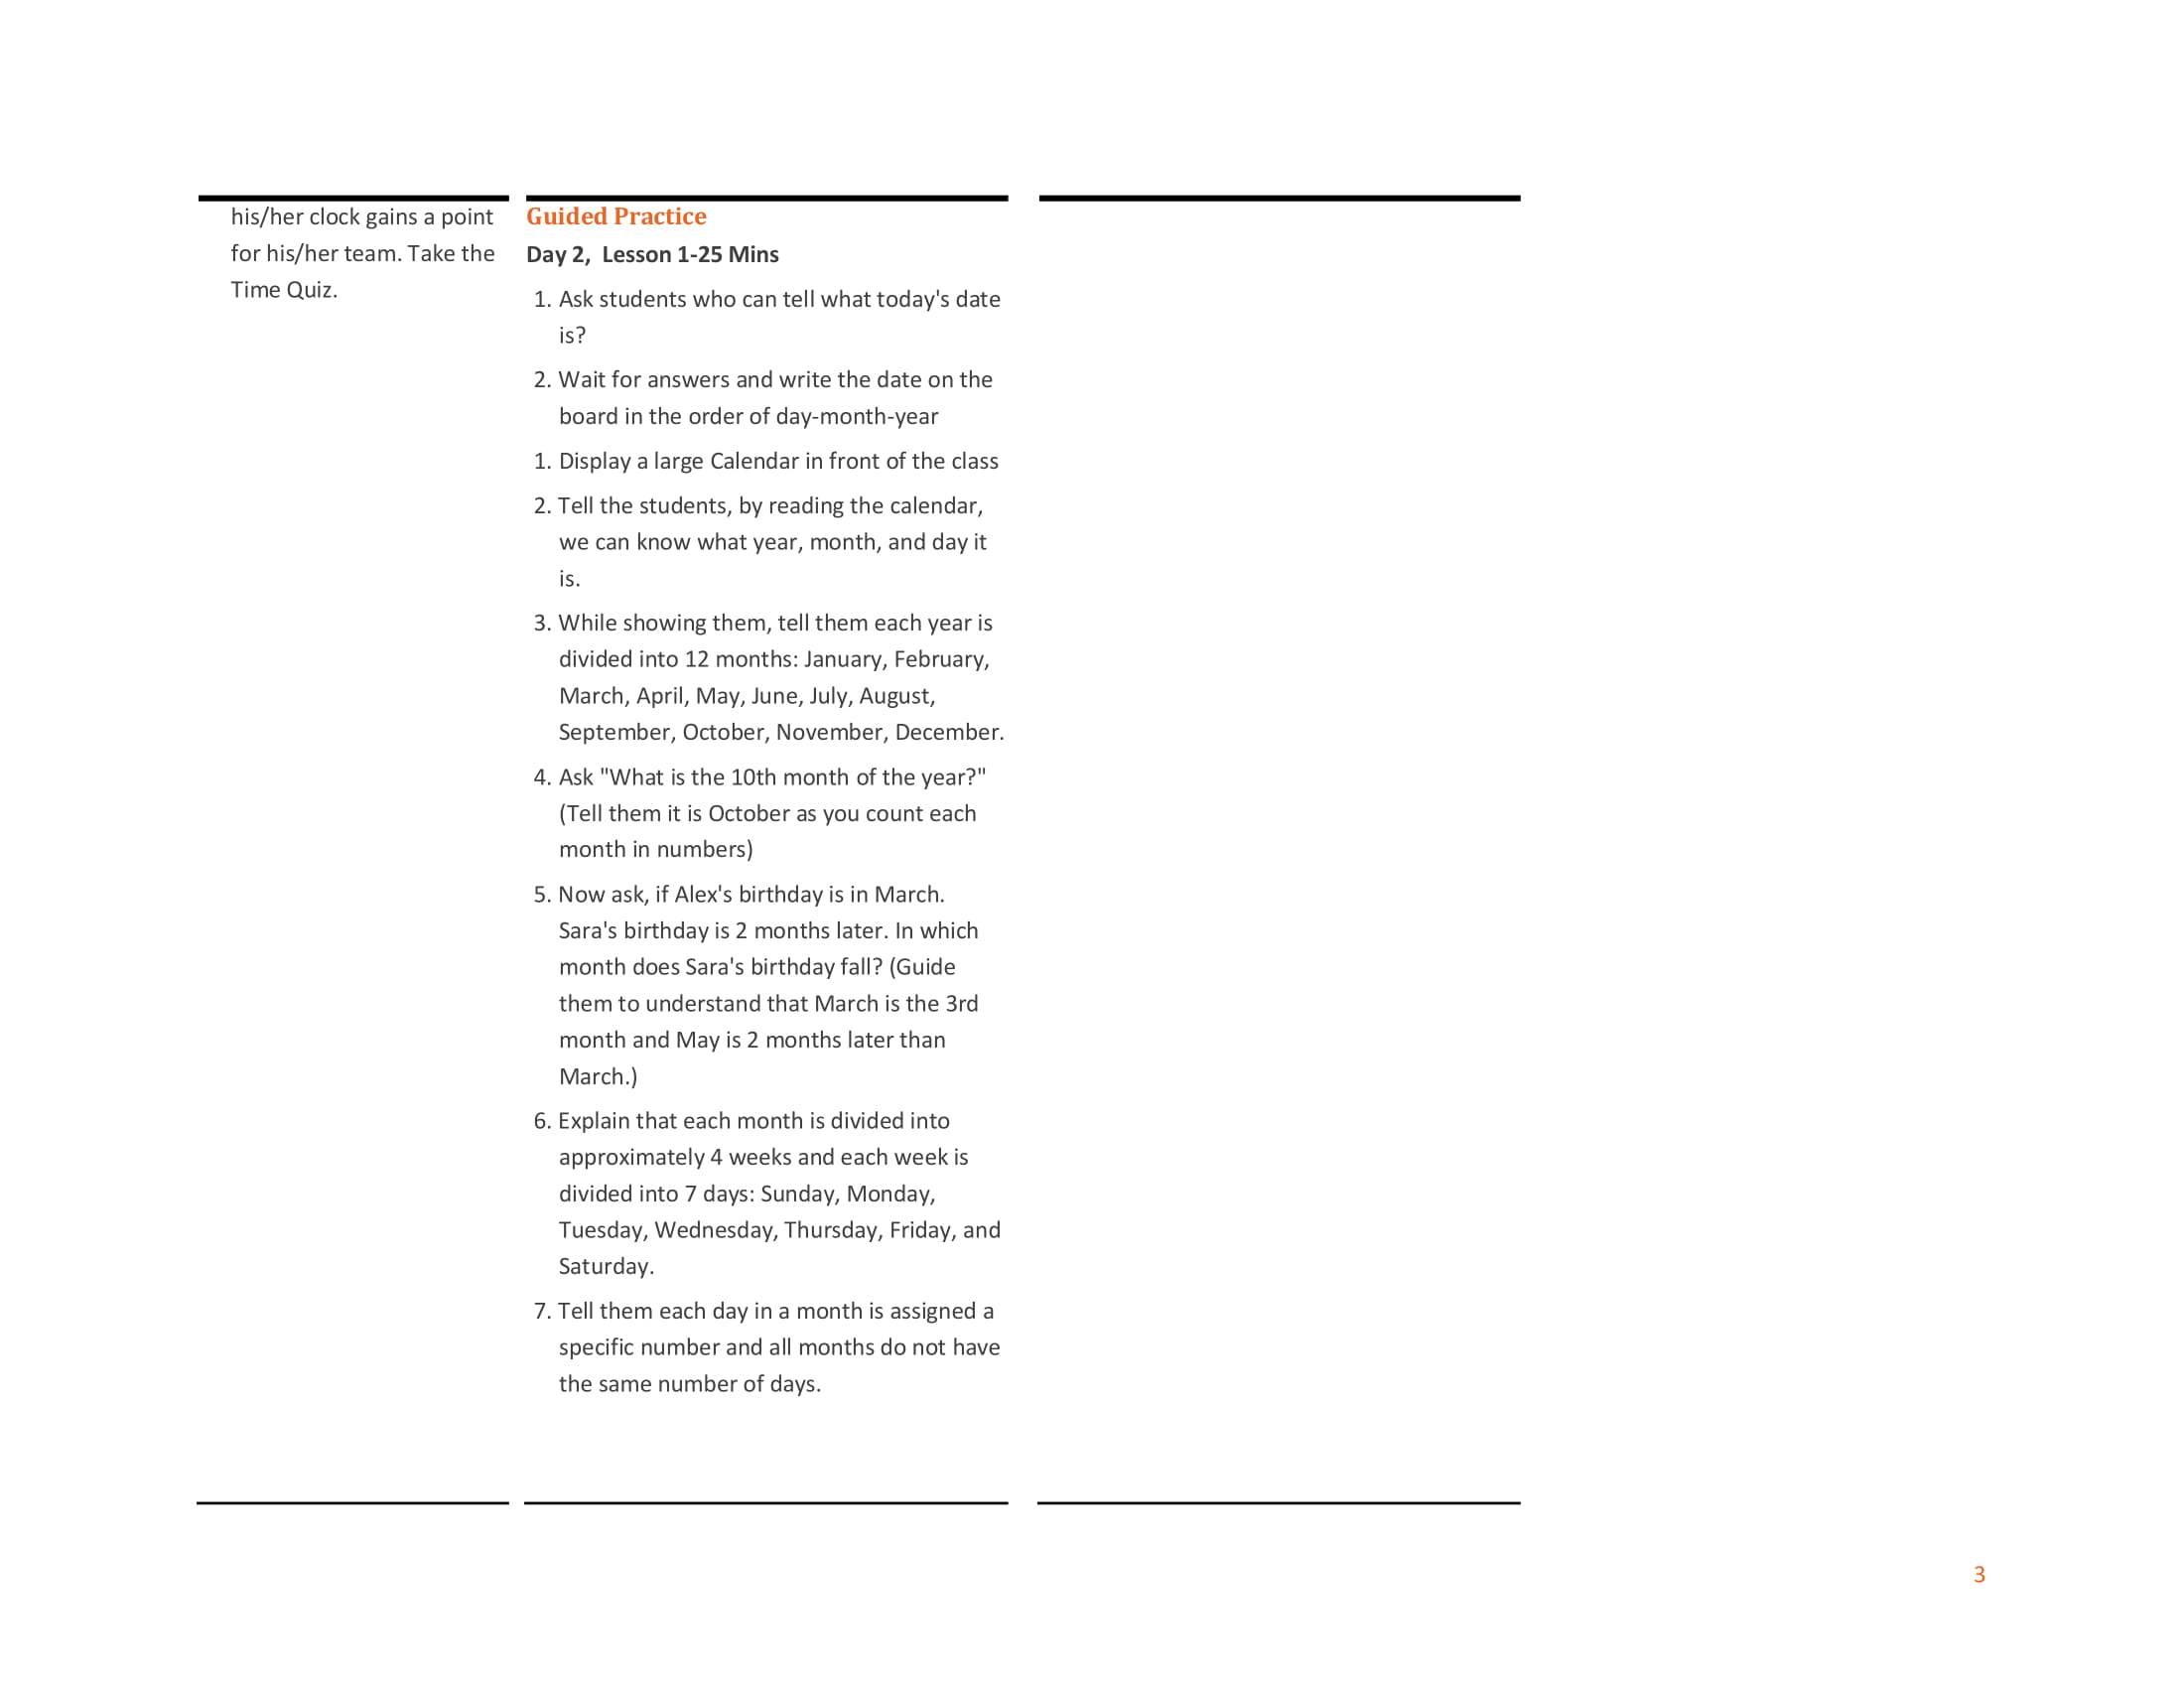 his/her clock gains a point
for his/her team. Take the
Time Quiz.
Guided Practice
Day 2,  Lesson 1-25 Mins
1. Ask students who can tell what today's date
is?
2. Wait for answers and write the date on the
board in the order of day-month-year
1. Display a large Calendar in front of the class
2. Tell the students, by reading the calendar,
we can know what year, month, and day it
is.
3. While showing them, tell them each year is
divided into 12 months: January, February,
March, April, May, June, July, August,
September, October, November, December.
4. Ask "What is the 10th month of the year?"
(Tell them it is October as you count each
month in numbers)
5. Now ask, if Alex's birthday is in March.
Sara's birthday is 2 months later. In which
month does Sara's birthday fall? (Guide
them to understand that March is the 3rd
month and May is 2 months later than
March.)
6. Explain that each month is divided into
approximately 4 weeks and each week is
divided into 7 days: Sunday, Monday,
Tuesday, Wednesday, Thursday, Friday, and
Saturday.
7. Tell them each day in a month is assigned a
specific number and all months do not have
the same number of days.
3